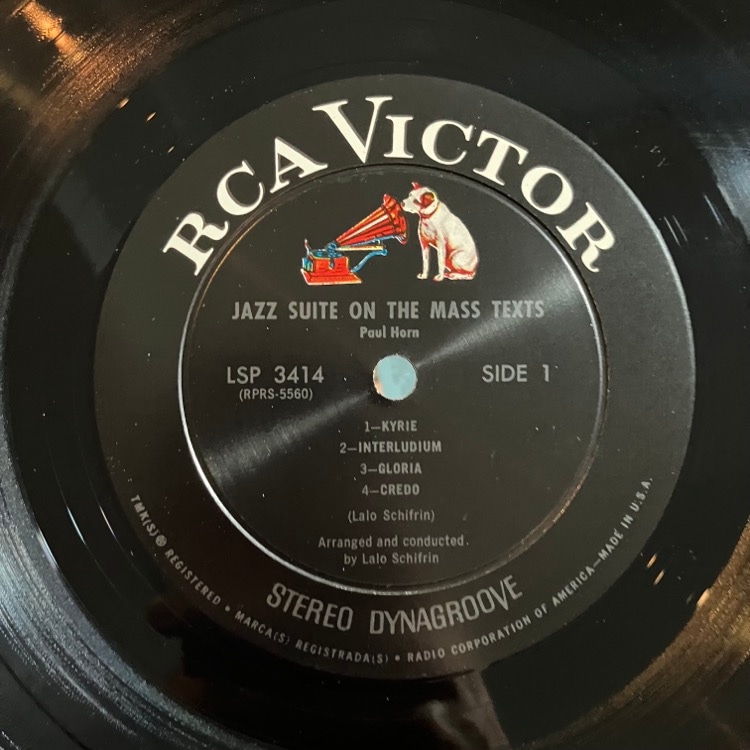 RCA VICTOR
JAZZ SUITE ON THE MASS TEXTS
Paul Horn
LSP 3414
(RPRS-5560)
SIDE 1
1—KYRIE
2—INTERLUDIUM
3—GLORIA
4—CREDO
(Lalo Schifrin)
Arranged and conducted
by Lalo Schifrin
STEREO DYNAGROOVE
TMK(S) ® REGISTERED • MARCA(S) REGISTRADA(S) • RADIO CORPORATION OF AMERICA—MADE IN U.S.A.